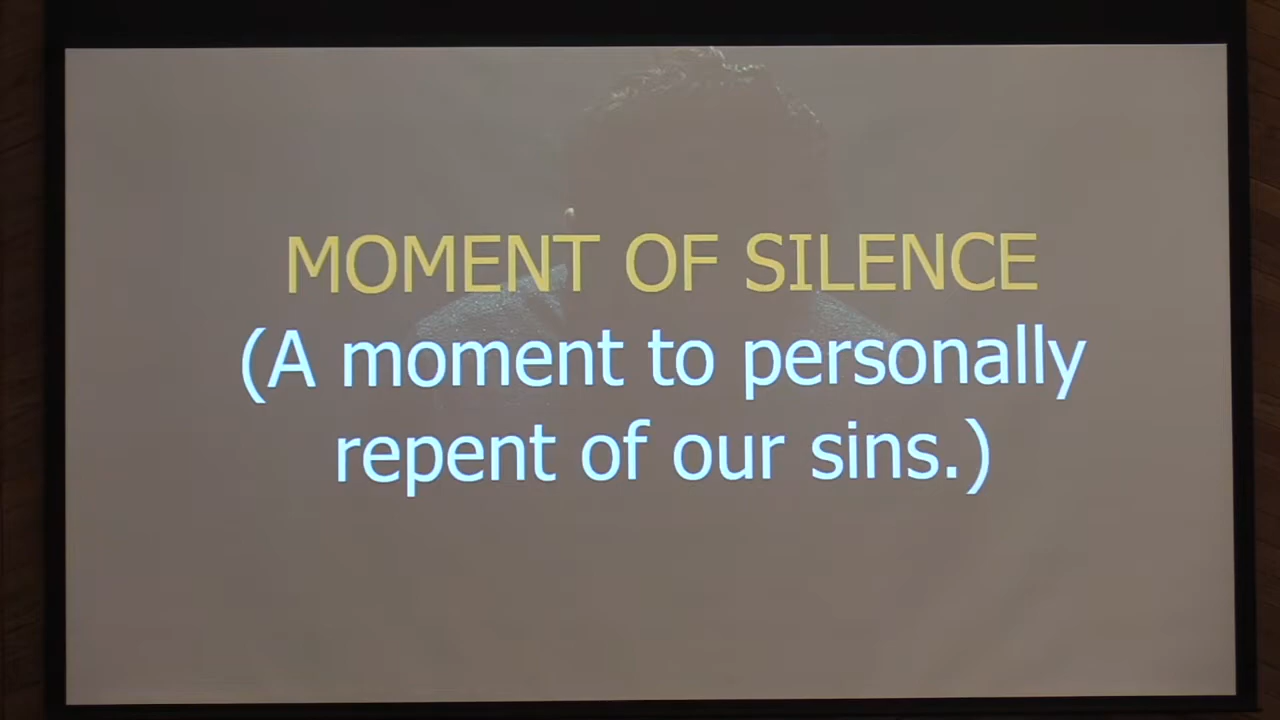 MOMENT OF SILENCE
(A moment to personally
repent of our sins.)